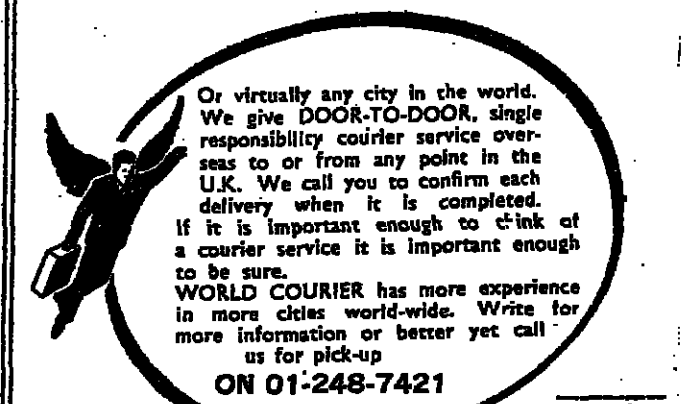 Or virtually any city in the world.
We give DOOR-TO-DOOR, single
responsibility courier service over-
seas to or from any point in the
U.K. We call you to confirm each
delivery when it is completed.
If it is important enough to think of
a courier service it is important enough
to be sure.
WORLD COURIER has more experience
in more cities world-wide. Write for
more information or better yet call
us for pick-up
ON 01-248-7421